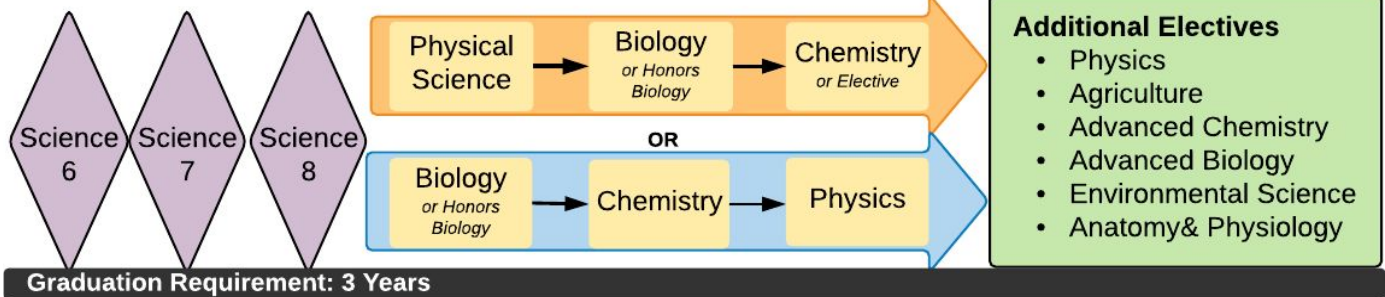 Science
6
Science
7
Science
8
Physical
Science
Biology
or Honors
Biology
Chemistry
or Elective
OR
Biology
or Honors
Biology
Chemistry
Physics
Additional Electives
• Physics
• Agriculture
• Advanced Chemistry
• Advanced Biology
• Environmental Science
• Anatomy& Physiology
Graduation Requirement: 3 Years